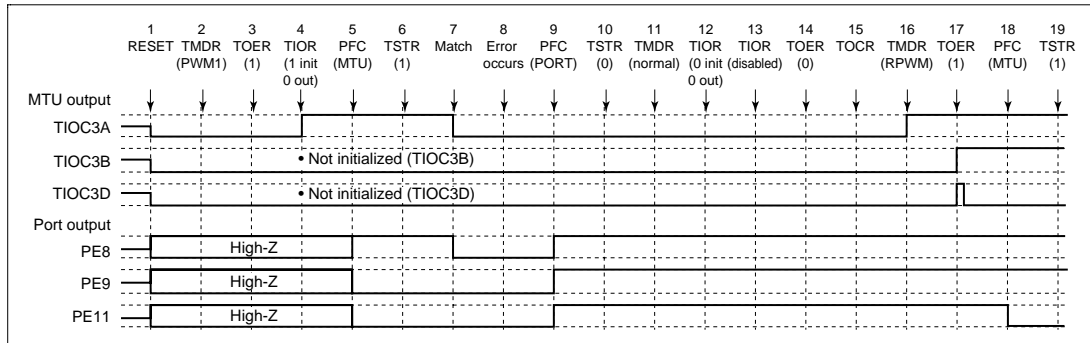 1 2 3 4 5 6 7 8 9 10 11 12 13 14 15 16 17 18 19
RESET TMDR TOER TIOR PFC TSTR Match Error PFC TSTR TMDR TIOR TIOR TOER TOCR TMDR TOER PFC TSTR
(PWM1) (1) (1 init (MTU) (1) occurs (PORT) (0) (normal) (0 init (disabled) (0) (RPWM) (1) (MTU) (1)
0 out) 0 out)
MTU output
TIOC3A
TIOC3B • Not initialized (TIOC3B)
TIOC3D • Not initialized (TIOC3D)
Port output
PE8 High-Z
PE9 High-Z
PE11 High-Z